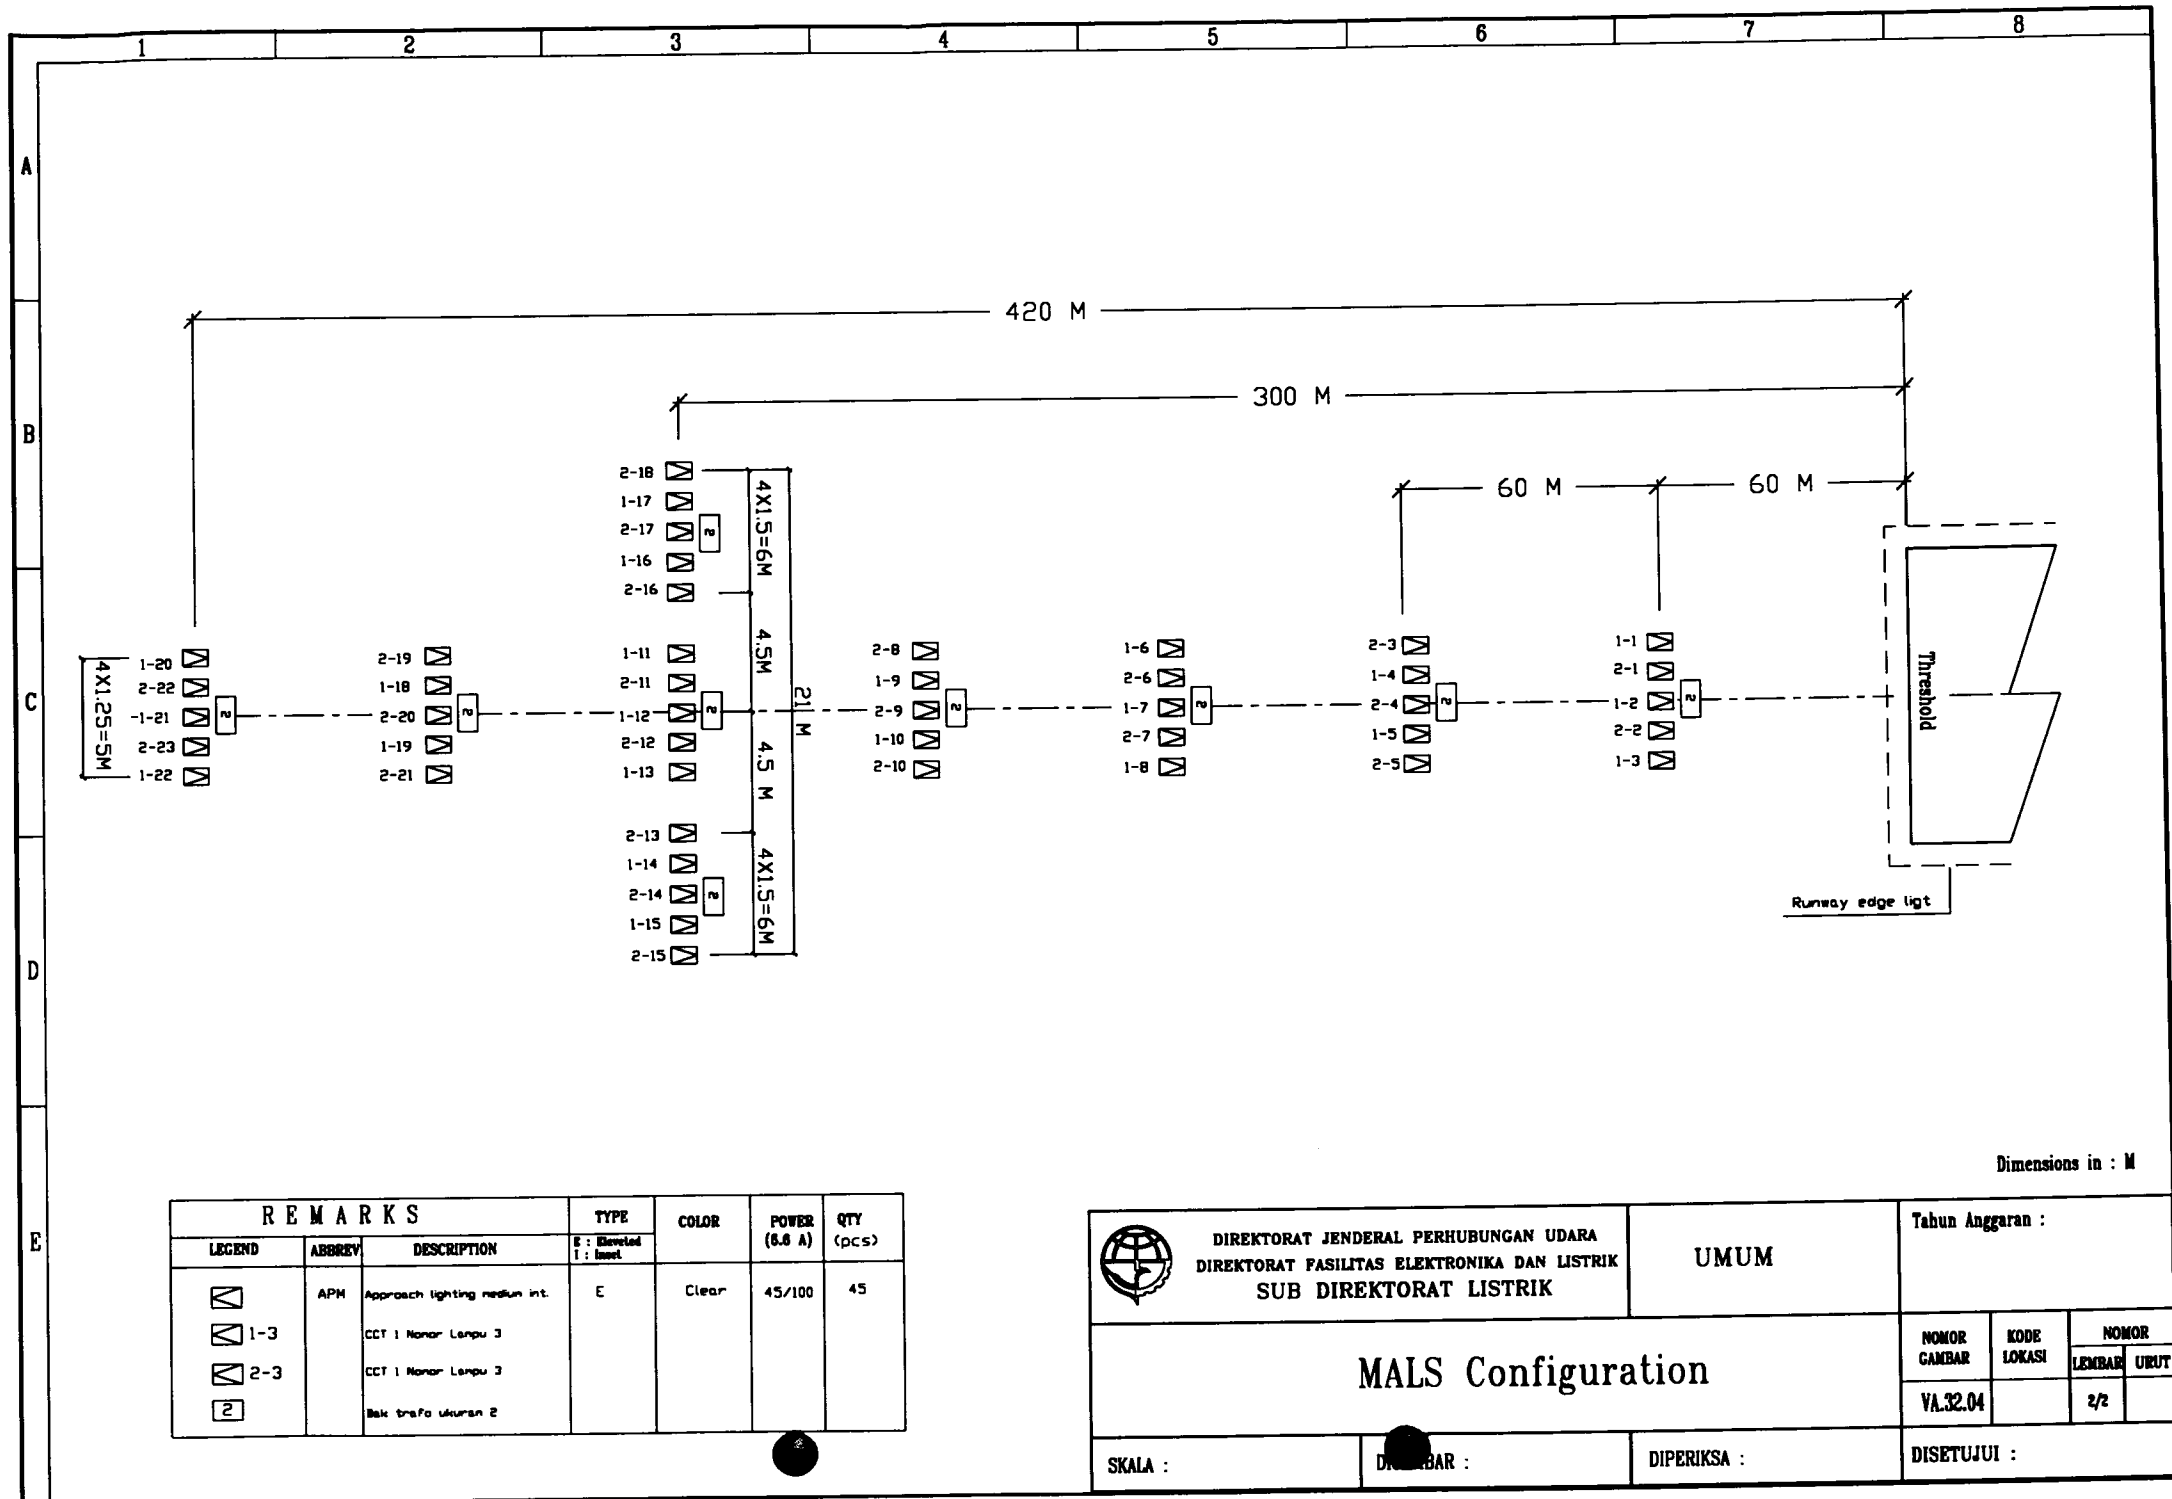 1 2 3 4 5 6 7 8
A
B
C
D
E
420 M
300 M
60 M 60 M
2-18
1-17
2-17 2
1-16
2-16
4X1.5=6M
4.5M
21 M
4.5 M
4X1.5=6M
1-20
2-22
-1-21 2
2-23
1-22
4X1.25=5M
2-19
1-18
2-20 2
1-19
2-21
1-11
2-11
1-12 2
2-12
1-13
2-13
1-14
2-14 2
1-15
2-15
2-8
1-9
2-9 2
1-10
2-10
1-6
2-6
1-7 2
2-7
1-8
2-3
1-4
2-4 2
1-5
2-5
1-1
2-1
1-2 2
2-2
1-3
Threshold
Runway edge ligt
Dimensions in : M
REMARKS TYPE COLOR POWER (6.6 A) QTY (pcs)
LEGEND ABBREV DESCRIPTION E : Elevated
I : Inset
APM Approach lighting medium int. E Clear 45/100 45
1-3 CCT 1 Nomor Lampu 3
2-3 CCT 1 Nomor Lampu 3
2 Bak trafo ukuran 2
DIREKTORAT JENDERAL PERHUBUNGAN UDARA
DIREKTORAT FASILITAS ELEKTRONIKA DAN LISTRIK
SUB DIREKTORAT LISTRIK
UMUM
Tahun Anggaran :
MALS Configuration
NOMOR GAMBAR KODE LOKASI NOMOR
LEMBAR URUT
VA.32.04 2/2
SKALA : DIPERIKSA : DISETUJUI :